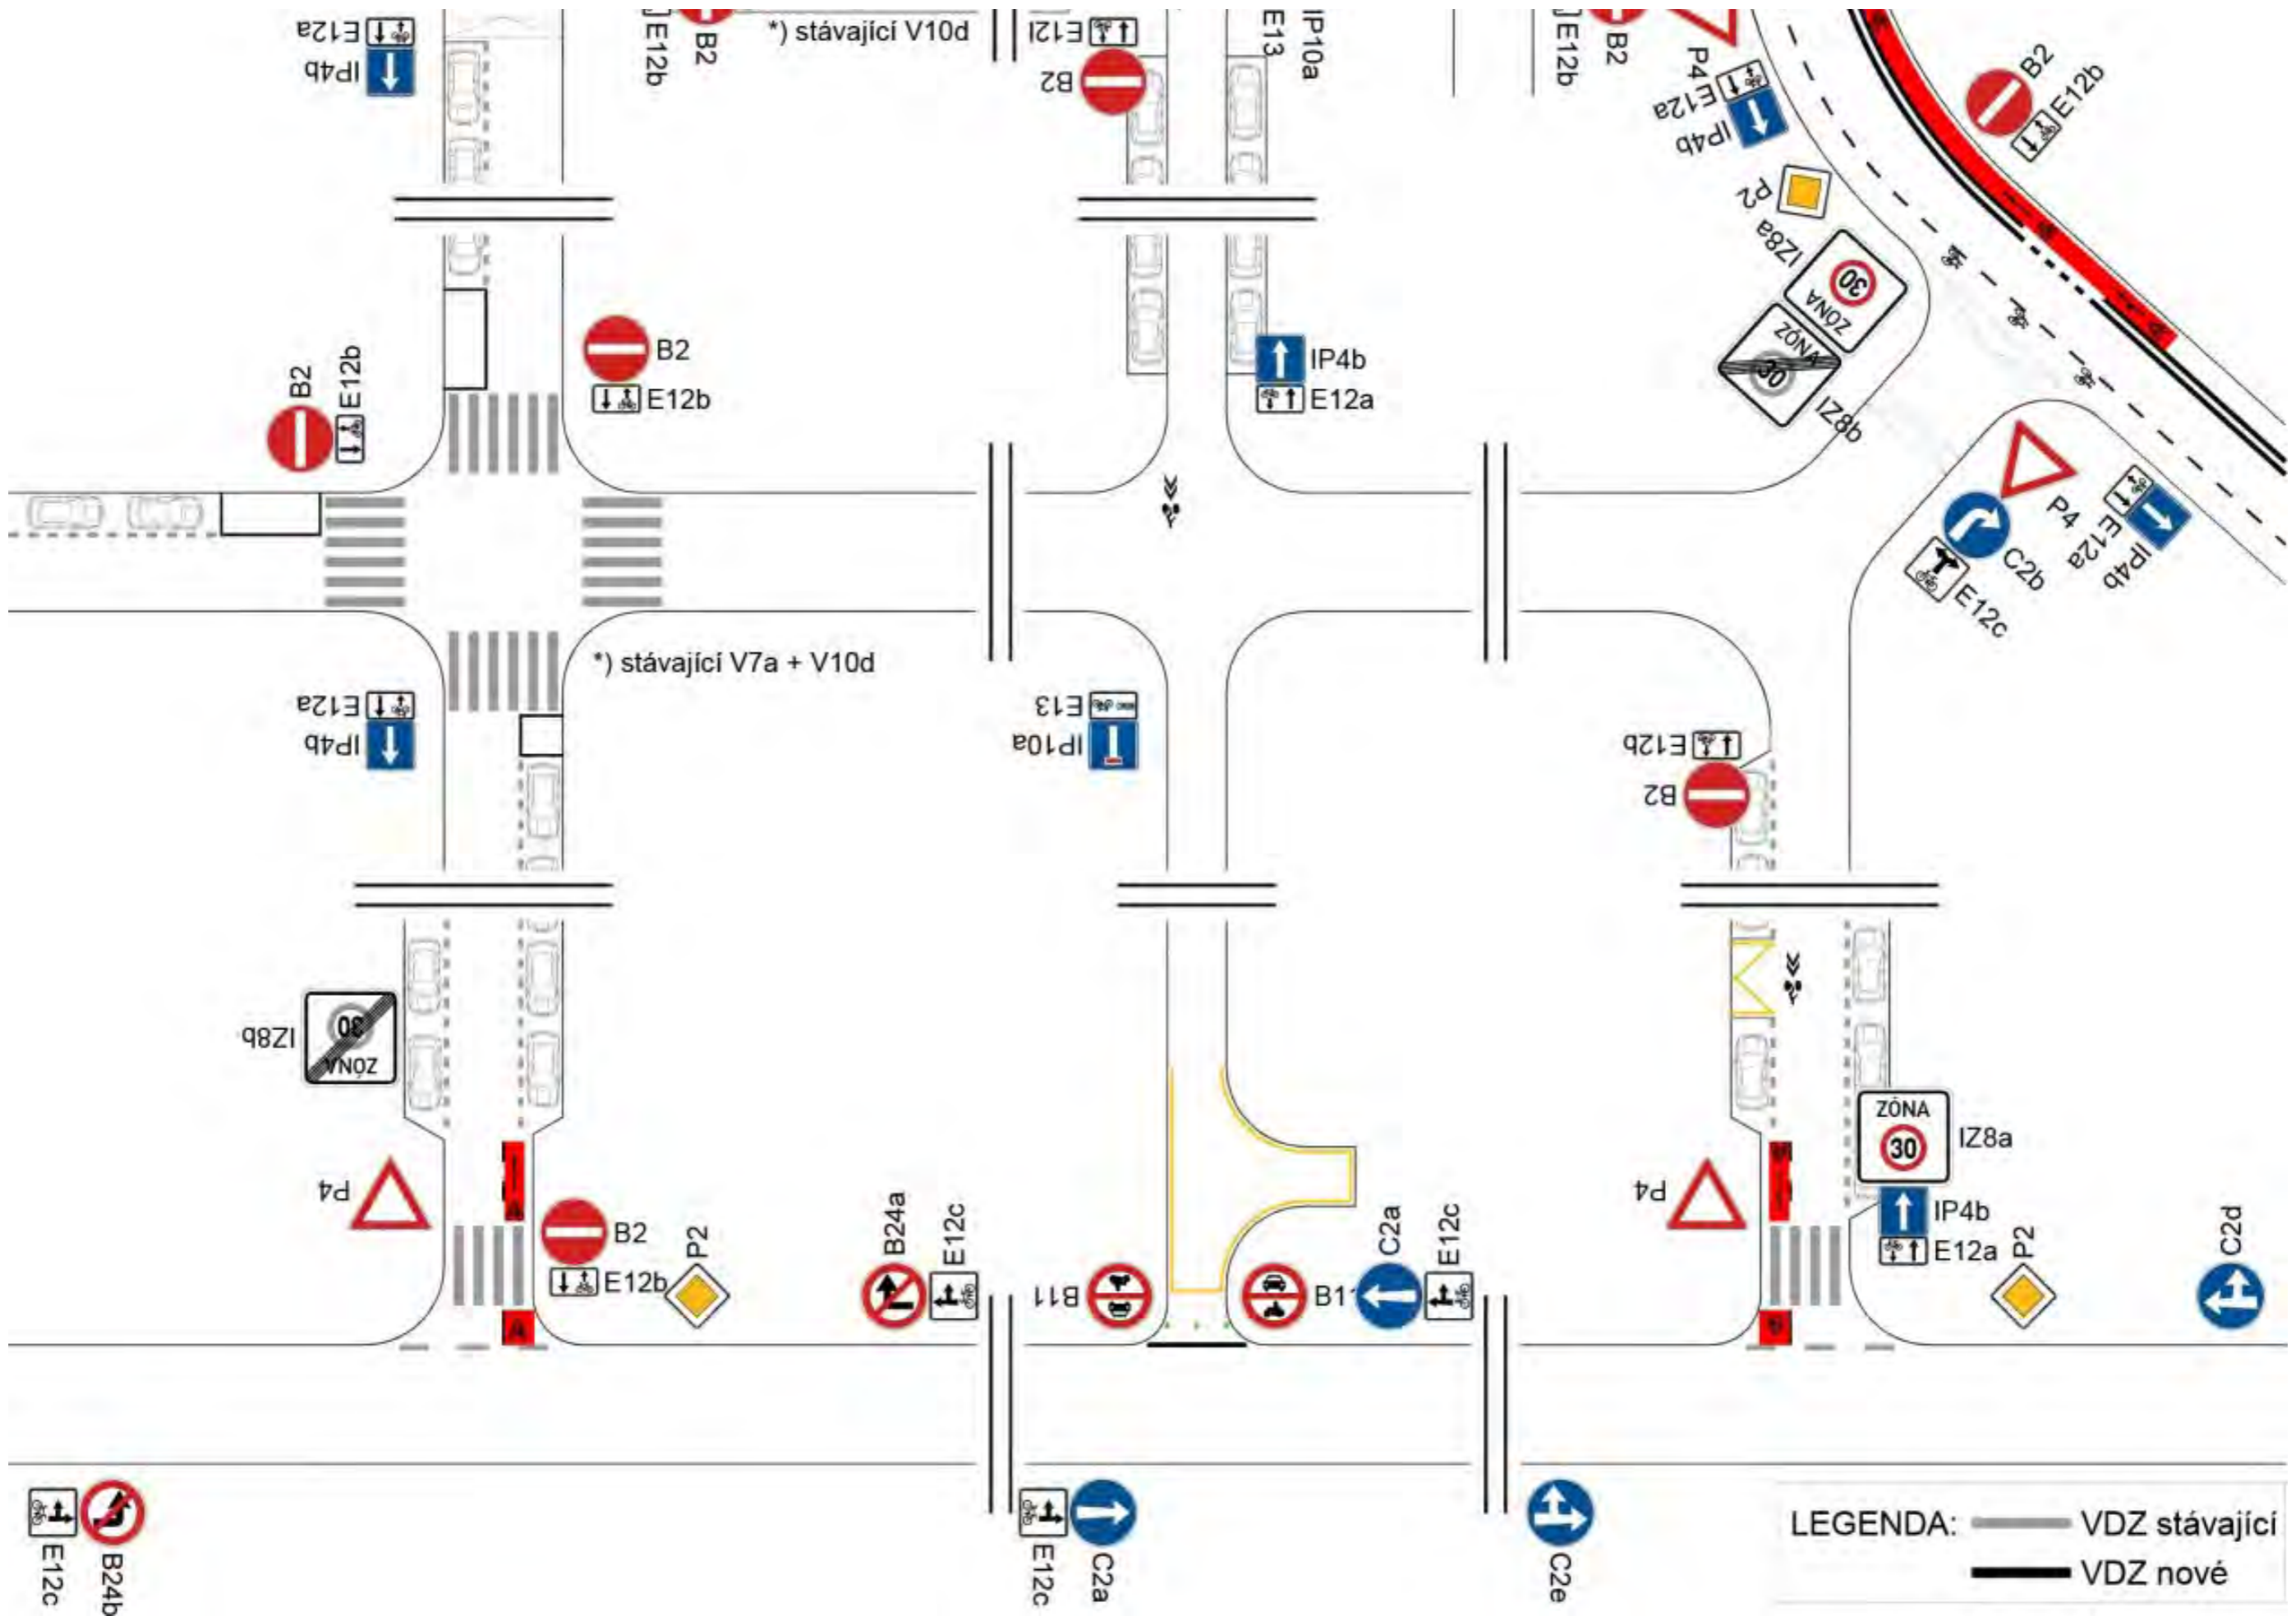 E12a
IP4b
E12b
B2
*) stávající V10d
E12I
B2
E13
IP10a
E12b
B2
P4
E12a
IP4b
B2
E12b
P2
IZ8a
30
ZÓNA
ZÓNA
30
IZ8b
B2
E12b
B2
E12b
IP4b
E12a
P4
C2b
E12c
E12a
IP4b
*) stávající V7a + V10d
E12a
IP4b
E13
IP10a
E12b
B2
IZ8b
30
ZÓNA
ZÓNA
30
IZ8a
P4
B2
E12b
P2
B24a
E12c
B11
B11
C2a
E12c
P4
IP4b
E12a
P2
C2d
E12c
B24b
E12c
C2a
C2e
LEGENDA:
VDZ stávající
VDZ nové